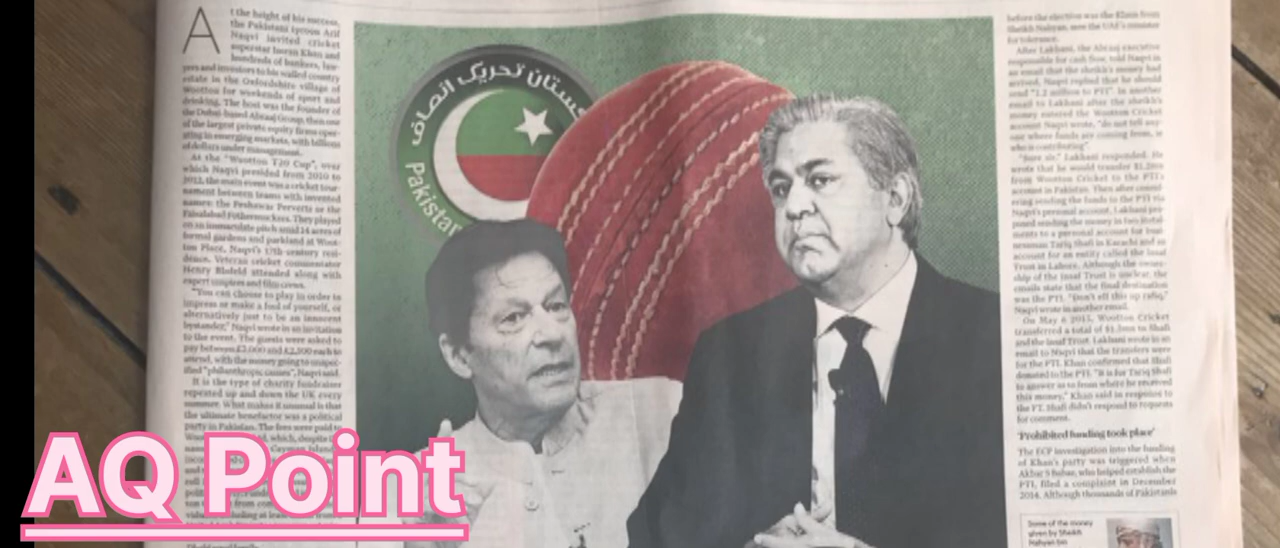 A
t the height of his success,
the Pakistani tycoon Arif
Naqvi invited cricket
superstar Imran Khan and
hundreds of bankers, law-
yers and investors to his walled country
estate in the Oxfordshire village of
Wootton for weekends of sport and
drinking. The host was the founder of
the Dubai-based Abraaj Group, then one
of the largest private equity firms oper-
ating in emerging markets, with billions
of dollars under management.
At the "Wootton T20 Cup", over
which Naqvi presided from 2010 to
2012, the main event was a cricket tour-
nament between teams with invented
names: the Peshawar Perverts or the
Faisalabad Fothermuckers. They played
on an immaculate pitch amid 14 acres of
formal gardens and parkland at Woot-
ton Place, Naqvi's 17th-century resi-
dence. Veteran cricket commentator
Henry Blofeld attended along with
expert umpires and film crews.
"You can choose to play in order to
impress or make a fool of yourself, or
alternatively just to be an innocent
bystander," Naqvi wrote in an invitation
to the event. The guests were asked to
pay between £2,000 and £2,500 each to
attend, with the money going to unspec-
ified "philanthropic causes", Naqvi said.
It is the type of charity fundraiser
repeated up and down the UK every
summer. What makes it unusual is that
the ultimate benefactor was a political
party in Pakistan. The fees were paid to
which, despite
پاکستان تحریک انصاف
Pakistan
before the election was the Khan from
Sheikh Nahyan, now the UAE's minister
for tolerance.
After Lakhani, the Abraaj executive
responsible for cash flow, told Naqvi in
an email that the sheikh's money had
arrived, Naqvi replied that he should
send "1.2 million to PTI". In another
email to Lakhani after the sheikh's
money entered the Wootton Cricket
account Naqvi wrote, "do not tell any-
one where funds are coming from, ie
who is contributing".
"Sure sir," Lakhani responded. He
wrote that he would transfer $1.2mn
from Wootton Cricket to the PTI's
account in Pakistan. Then after consid-
ering sending the funds to the PTI via
Naqvi's personal account, Lakhani pro-
posed sending the money in two instal-
ments to a personal account for busi-
nessman Tariq Shafi in Karachi and an
account for an entity called the Insaf
Trust in Lahore. Although the owner-
ship of the Insaf Trust is unclear, the
emails state that the final destination
was the PTI. "Don't eff this up rafiq,"
Naqvi wrote in another email.
On May 6 2013, Wootton Cricket
transferred a total of $1.2mn to Shafi
and the Insaf Trust. Lakhani wrote in an
email to Naqvi that the transfers were
for the PTI. Khan confirmed that Shafi
donated to the PTI. "It is for Tariq Shafi
to answer as to from where he received
this money," Khan said in response to
the FT. Shafi didn't respond to requests
for comment.
'Prohibited funding took place'
The ECP investigation into the funding
of Khan's party was triggered when
Akbar S Babar, who helped establish the
PTI, filed a complaint in December
2014. Although thousands of Pakistanis
Some of the money
given by Sheikh
Nahyan bin
AQ Point